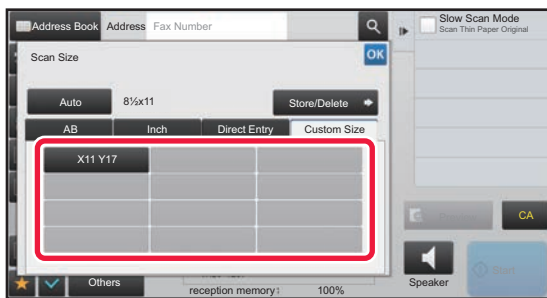 Address Book Address Fax Number
Slow Scan Mode
Scan Thin Paper Original
Scan Size
OK
Auto 8½x11 Store/Delete
AB Inch Direct Entry Custom Size
X11 Y17
CA
Start
Others
reception memory: 100%
Speaker